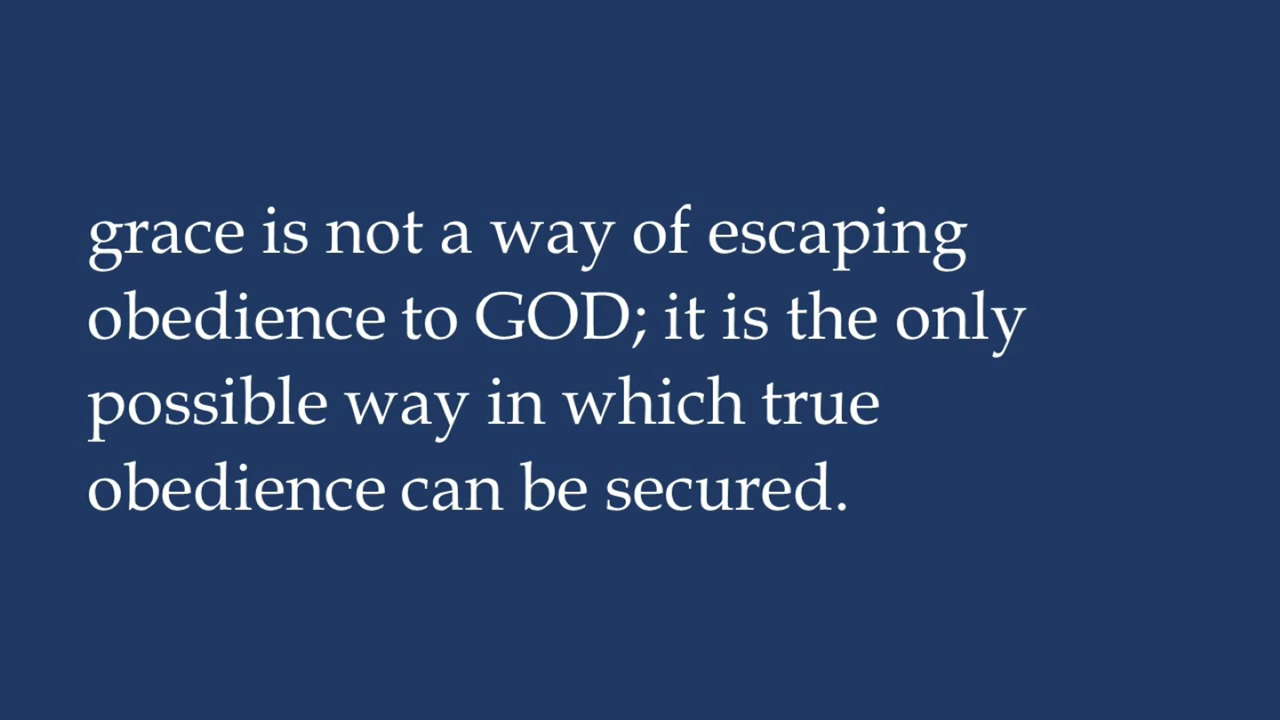 grace is not a way of escaping
obedience to GOD; it is the only
possible way in which true
obedience can be secured.